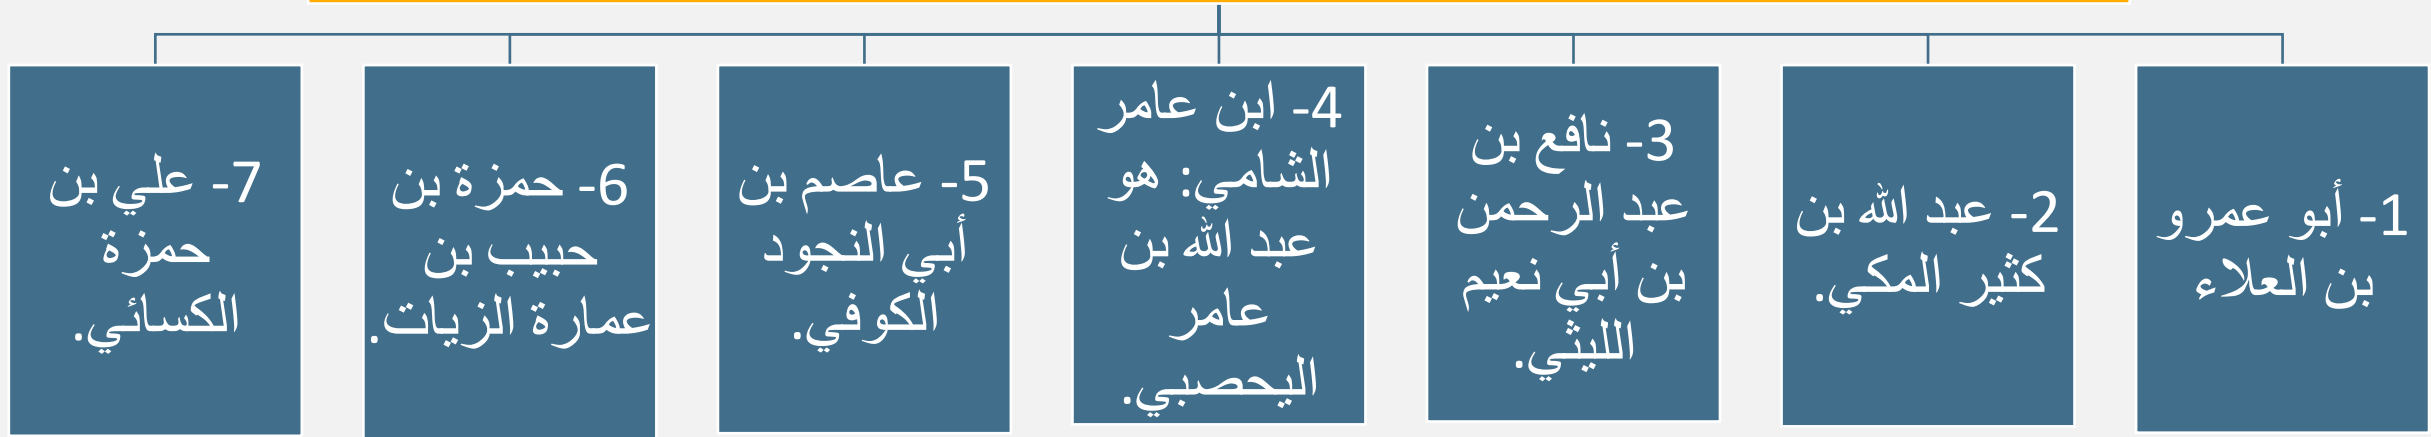 1- أبو عمرو
بن العلاء
2- عبد الله بن
كثير المكي.
3- نافع بن
عبد الرحمن
بن أبي نعيم
الليثي.
4- ابن عامر
الشامي: هو
عبد الله بن
عامر
اليحصبي.
5- عاصم بن
أبي النجود
الكوفي.
6- حمزة بن
حبيب بن
عمارة الزيات.
7- علي بن
حمزة
الكسائي.